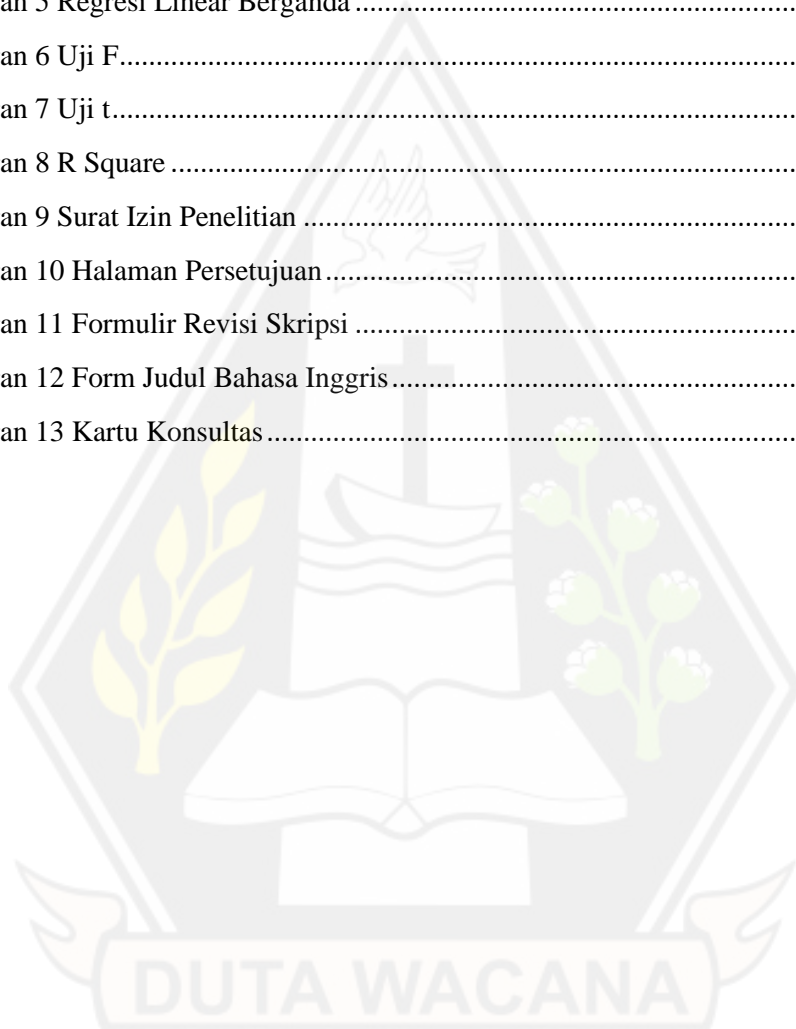 an 5 Regresi Linear Berganda ................................................................
an 6 Uji F................................................................
an 7 Uji t................................................................
an 8 R Square ................................................................
an 9 Surat Izin Penelitian ................................................................
an 10 Halaman Persetujuan ................................................................
an 11 Formulir Revisi Skripsi ................................................................
an 12 Form Judul Bahasa Inggris ................................................................
an 13 Kartu Konsultas ................................................................
DUTA WACANA